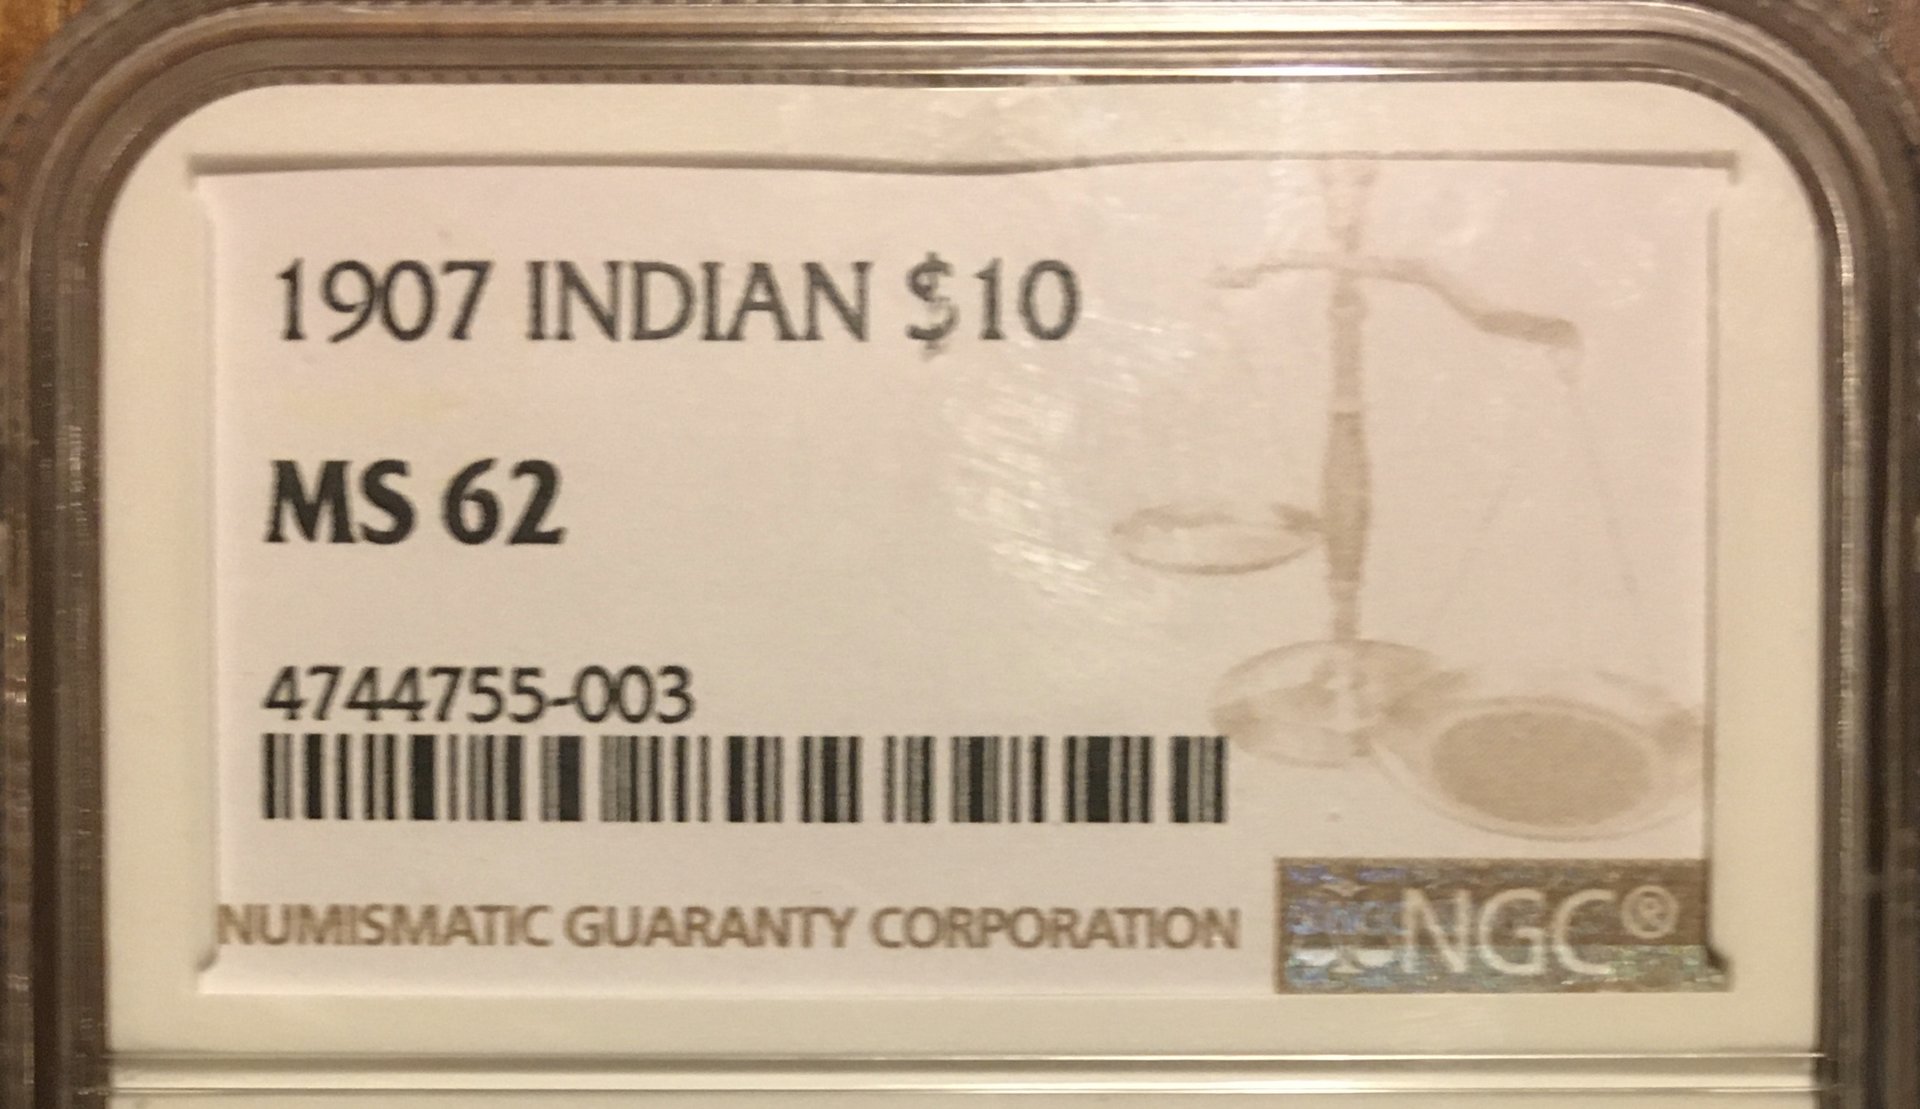 1907 INDIAN $10
MS 62
4744755-003
NUMISMATIC GUARANTY CORPORATION
NGC®